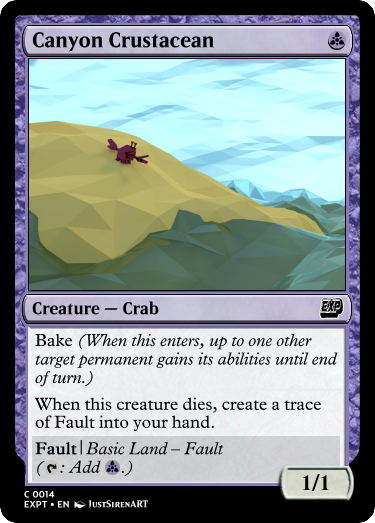 Canyon Crustacean
Creature — Crab
EXP
Bake (When this enters, up to one other
target permanent gains its abilities until end
of turn.)
When this creature dies, create a trace
of Fault into your hand.
Fault | Basic Land – Fault
( : Add .)
1/1
C 0014
EXPT • EN JustSirenART